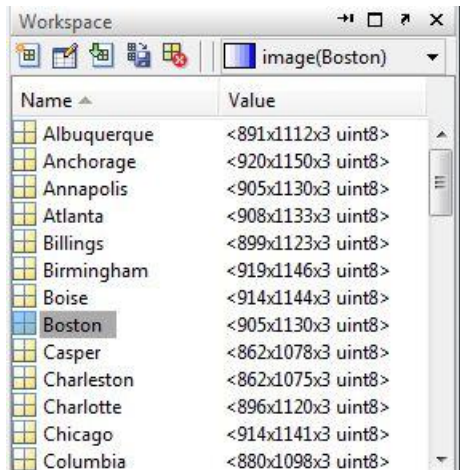 Workspace
image(Boston)
Name Value
Albuquerque <891x1112x3 uint8>
Anchorage <920x1150x3 uint8>
Annapolis <905x1130x3 uint8>
Atlanta <908x1133x3 uint8>
Billings <899x1123x3 uint8>
Birmingham <919x1146x3 uint8>
Boise <914x1144x3 uint8>
Boston <905x1130x3 uint8>
Casper <862x1078x3 uint8>
Charleston <862x1075x3 uint8>
Charlotte <896x1120x3 uint8>
Chicago <914x1141x3 uint8>
Columbia <880x1098x3 uint8>